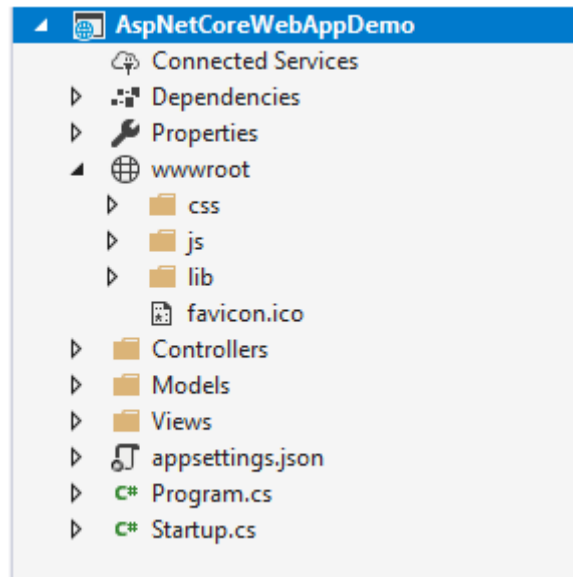 AspNetCoreWebAppDemo
Connected Services
Dependencies
Properties
wwwroot
css
js
lib
favicon.ico
Controllers
Models
Views
appsettings.json
C# Program.cs
C# Startup.cs